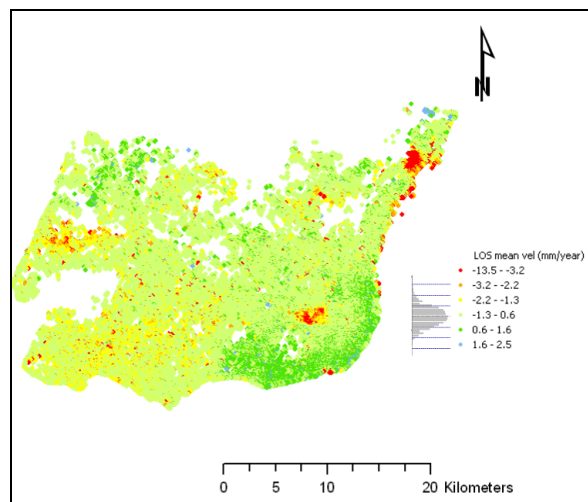 N
LOS mean vel (mm/year)
-13.5 - -3.2
-3.2 - -2.2
-2.2 - -1.3
-1.3 - 0.6
0.6 - 1.6
1.6 - 2.5
0 5 10 20 Kilometers